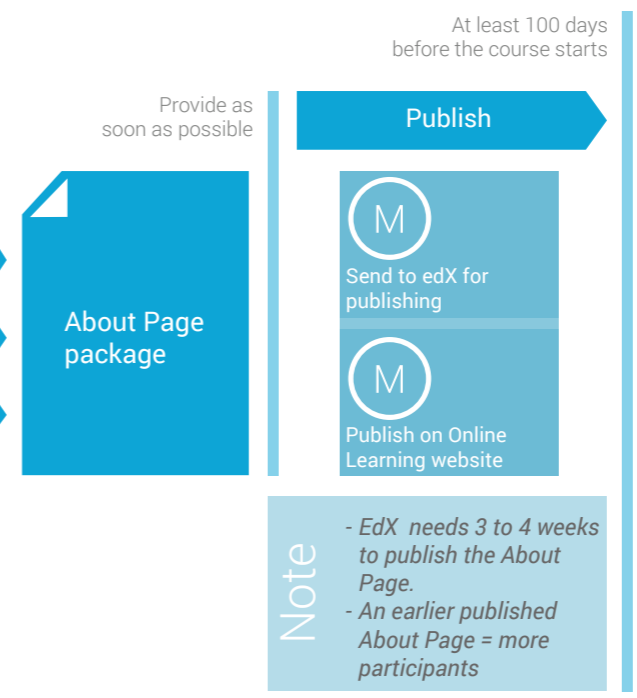 At least 100 days
before the course starts
Provide as
soon as possible
Publish
About Page
package
M
Send to edX for
publishing
M
Publish on Online
Learning website
Note
- EdX  needs 3 to 4 weeks
to publish the About
Page.
- An earlier published
About Page = more
participants